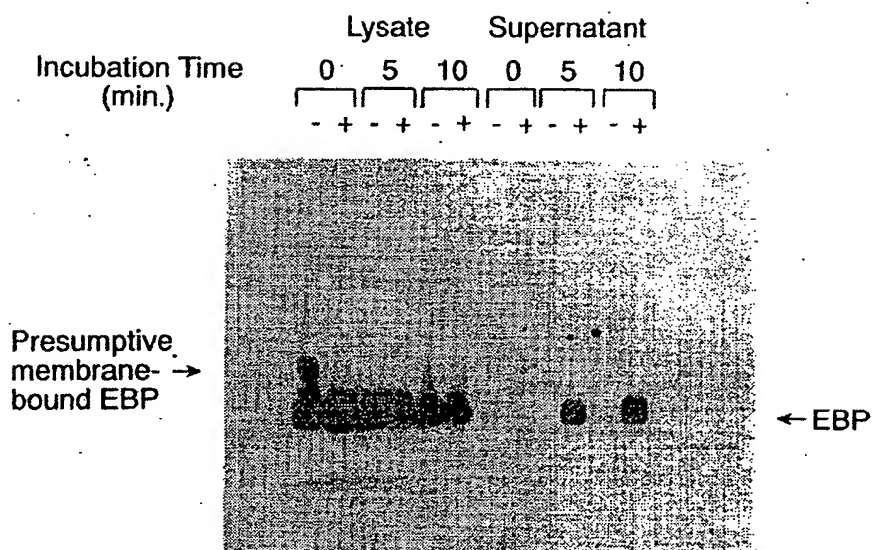 Lysate Supernatant
Incubation Time 0 5 10 0 5 10
(min.)
- + - + - + - + - + - +
Presumptive
membrane- →
bound EBP
← EBP